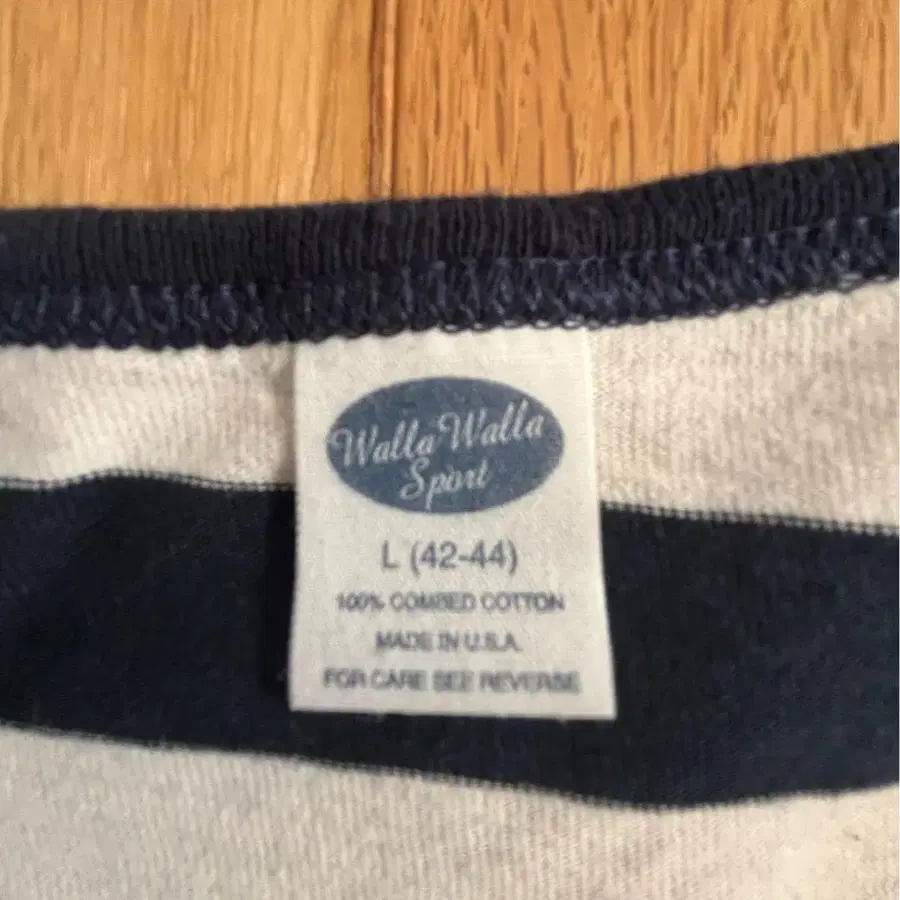 Walla Walla
Sport
L (42-44)
100% COMBED COTTON
MADE IN U.S.A.
FOR CARE SEE REVERSE